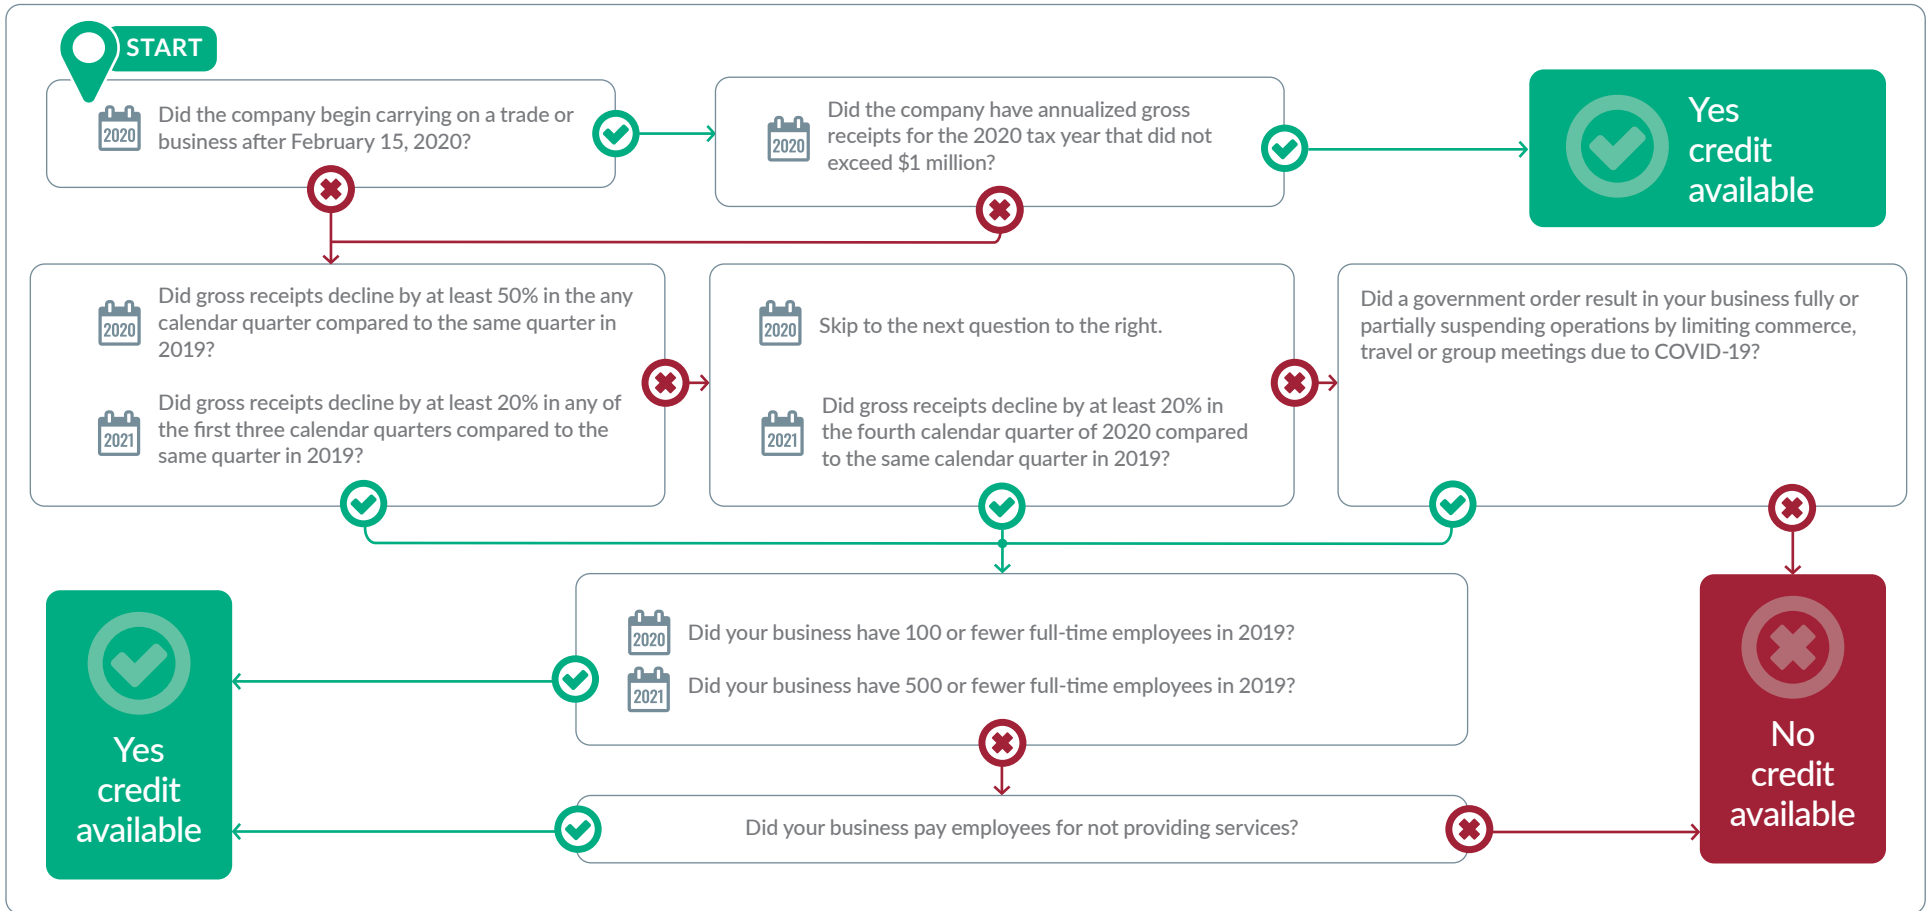 START
2020
Did the company begin carrying on a trade or
business after February 15, 2020?
2020
Did the company have annualized gross
receipts for the 2020 tax year that did not
exceed $1 million?
Yes
credit
available
2020
Did gross receipts decline by at least 50% in the any
calendar quarter compared to the same quarter in
2019?
2021
Did gross receipts decline by at least 20% in any of
the first three calendar quarters compared to the
same quarter in 2019?
2020
Skip to the next question to the right.
2021
Did gross receipts decline by at least 20% in
the fourth calendar quarter of 2020 compared
to the same calendar quarter in 2019?
Did a government order result in your business fully or
partially suspending operations by limiting commerce,
travel or group meetings due to COVID-19?
2020
Did your business have 100 or fewer full-time employees in 2019?
2021
Did your business have 500 or fewer full-time employees in 2019?
Yes
credit
available
Did your business pay employees for not providing services?
No
credit
available